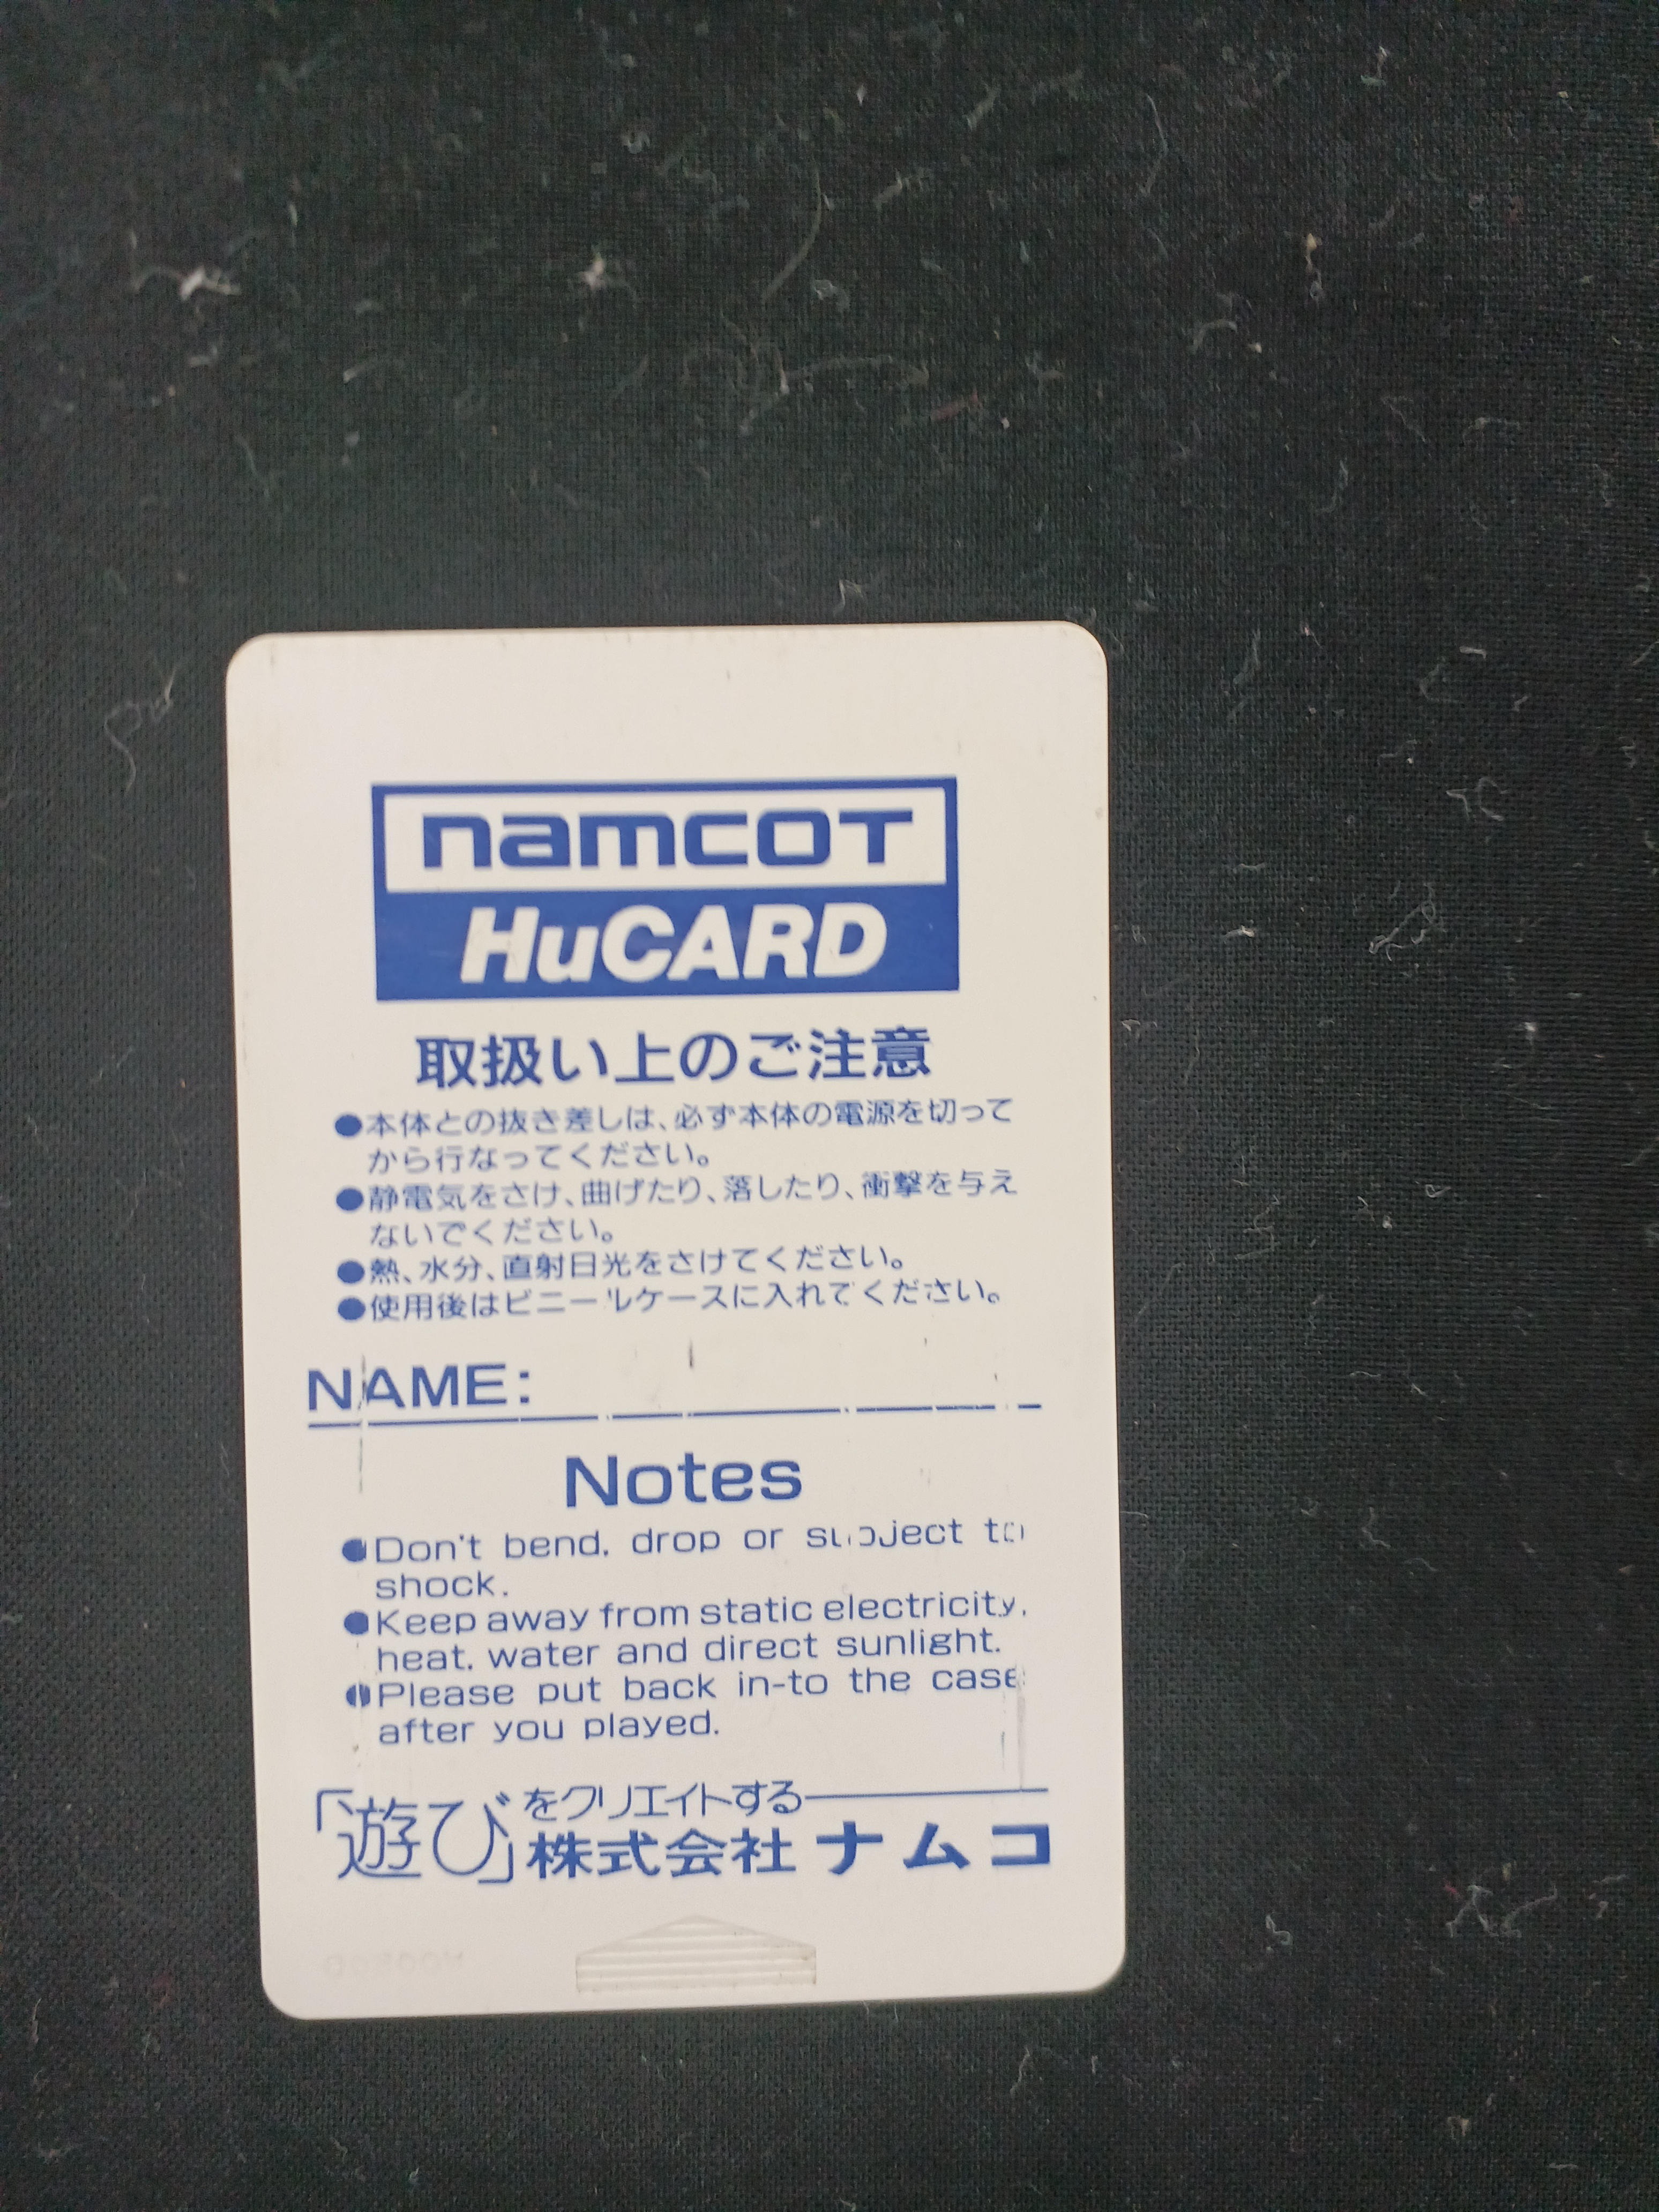 namcoT
HuCARD
取扱い上のご注意
●本体との抜き差しは、必ず本体の電源を切って
から行なってください。
●静電気をさけ、曲げたり、落したり、衝撃を与え
ないでください。
●熱、水分、直射日光をさけてください。
●使用後はビニールケースに入れてください。
NAME:
Notes
●Don't bend, drop or subject to
shock.
●Keep away from static electricity,
heat, water and direct sunlight.
●Please put back in-to the case
after you played.
「遊び」をクリエイトする
株式会社ナムコ